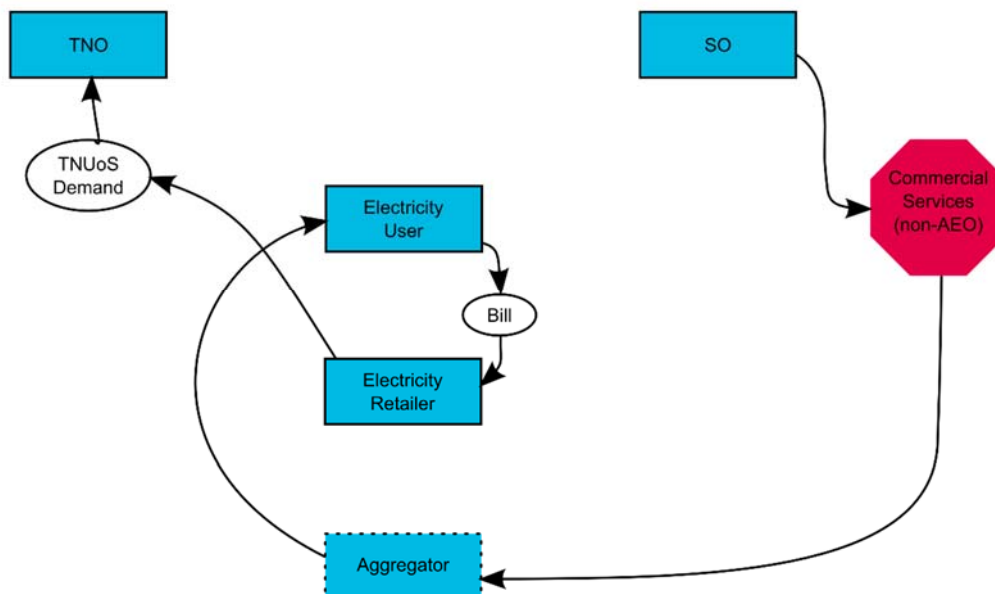 TNO
SO
TNUoS
Demand
Commercial
Services
(non-AEO)
Electricity
User
Bill
Electricity
Retailer
Aggregator